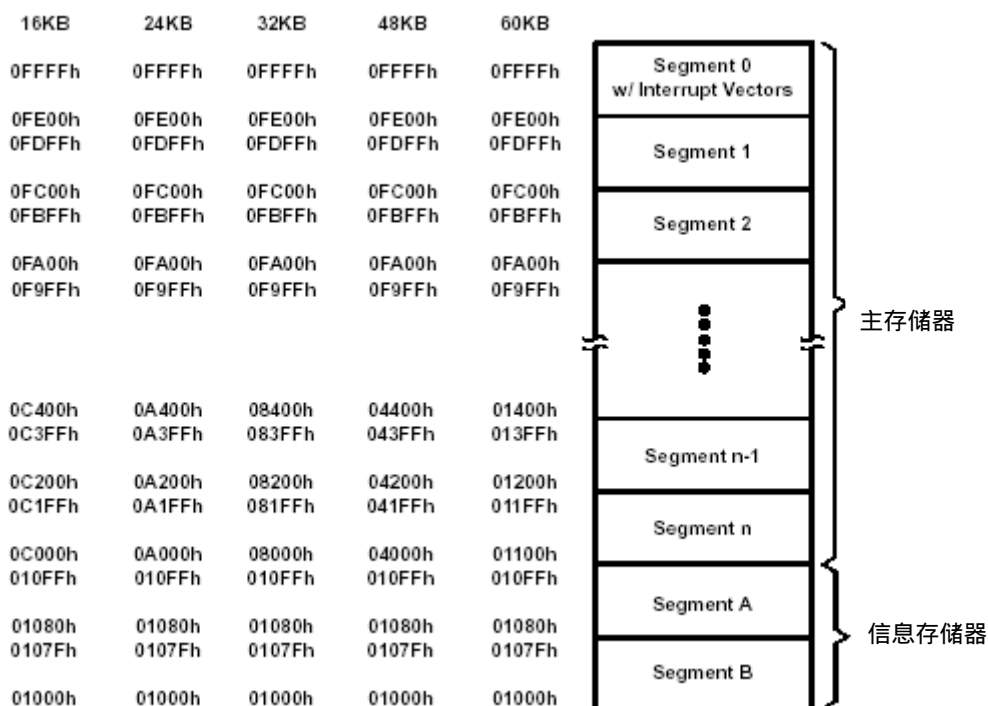 16KB 24KB 32KB 48KB 60KB
0FFFFh 0FFFFh 0FFFFh 0FFFFh 0FFFFh
Segment 0
w/ Interrupt Vectors
0FE00h 0FE00h 0FE00h 0FE00h 0FE00h
0FDFFh 0FDFFh 0FDFFh 0FDFFh 0FDFFh
Segment 1
0FC00h 0FC00h 0FC00h 0FC00h 0FC00h
0FBFFh 0FBFFh 0FBFFh 0FBFFh 0FBFFh
Segment 2
0FA00h 0FA00h 0FA00h 0FA00h 0FA00h
0F9FFh 0F9FFh 0F9FFh 0F9FFh 0F9FFh
主存储器
0C400h 0A400h 08400h 04400h 01400h
0C3FFh 0A3FFh 083FFh 043FFh 013FFh
Segment n-1
0C200h 0A200h 08200h 04200h 01200h
0C1FFh 0A1FFh 081FFh 041FFh 011FFh
Segment n
0C000h 0A000h 08000h 04000h 01100h
010FFh 010FFh 010FFh 010FFh 010FFh
Segment A
01080h 01080h 01080h 01080h 01080h
信息存储器
0107Fh 0107Fh 0107Fh 0107Fh 0107Fh
Segment B
01000h 01000h 01000h 01000h 01000h